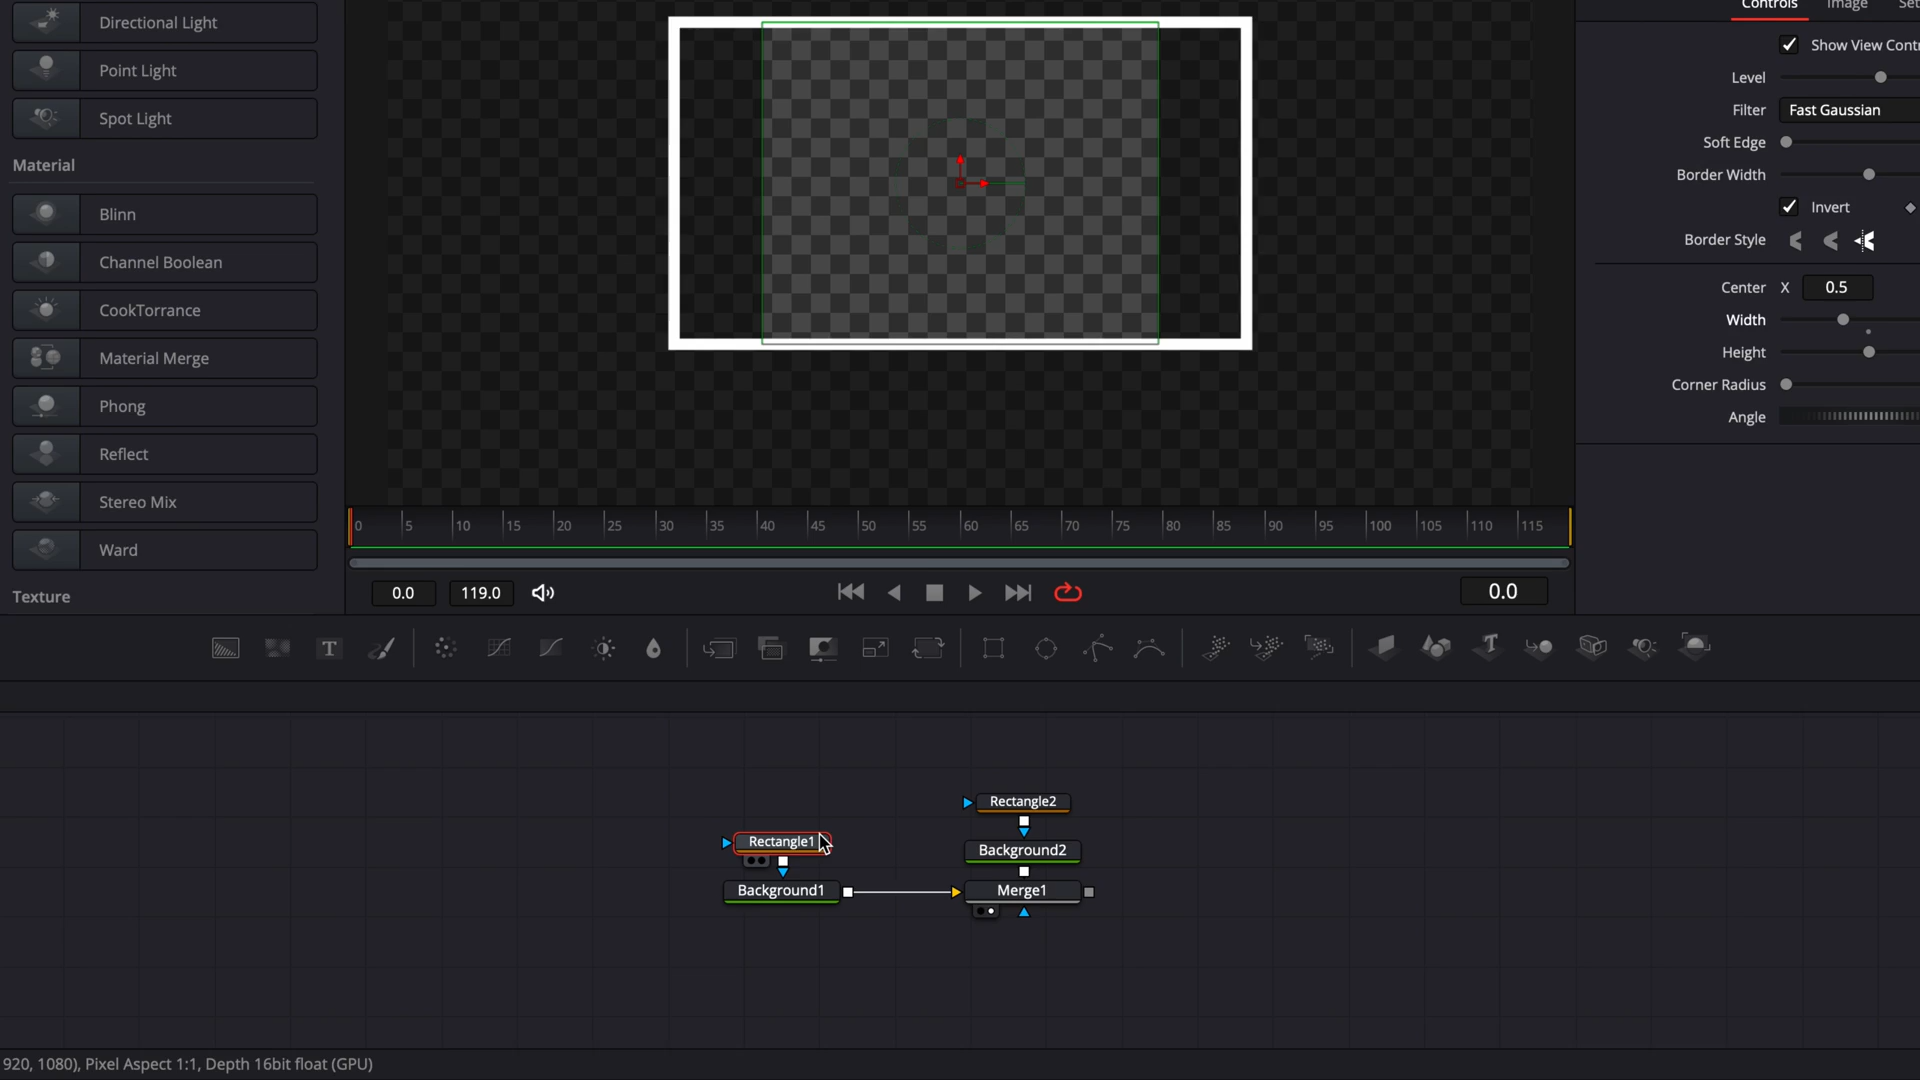 Directional Light
Point Light
Spot Light
Material
Blinn
Channel Boolean
CookTorrance
Material Merge
Phong
Reflect
Stereo Mix
Ward
Texture
Controls
Image
Show View
Level
Filter
Fast Gaussian
Soft Edge
Border Width
Invert
Border Style
Center X 0.5
Width
Height
Corner Radius
Angle
0 5 10 15 20 25 30 35 40 45 50 55 60 65 70 75 80 85 90 95 100 105 110 115
0.0
119.0
0.0
T
Rectangle2
Rectangle1
Background2
Background1
Merge1
920, 1080), Pixel Aspect 1:1, Depth 16bit float (GPU)